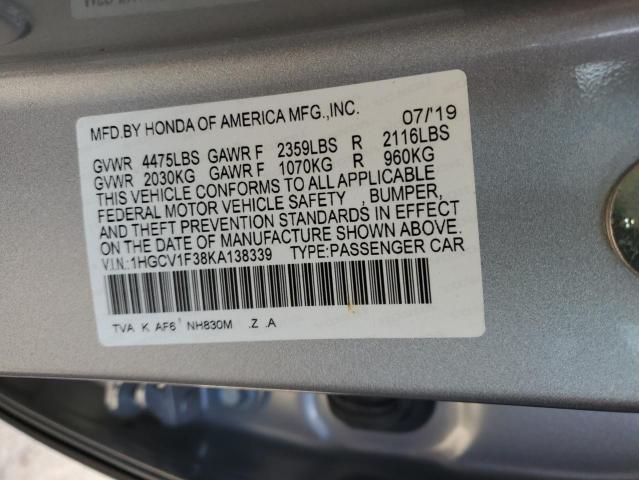 MFD.BY HONDA OF AMERICA MFG.,INC. 07/'19
GVWR 4475LBS GAWR F 2359LBS R 2116LBS
GVWR 2030KG GAWR F 1070KG R 960KG
THIS VEHICLE CONFORMS TO ALL APPLICABLE
FEDERAL MOTOR VEHICLE SAFETY , BUMPER,
AND THEFT PREVENTION STANDARDS IN EFFECT
ON THE DATE OF MANUFACTURE SHOWN ABOVE.
V.I.N.:1HGCV1F38KA138339 TYPE:PASSENGER CAR
TVA K AF6 NH830M .Z .A